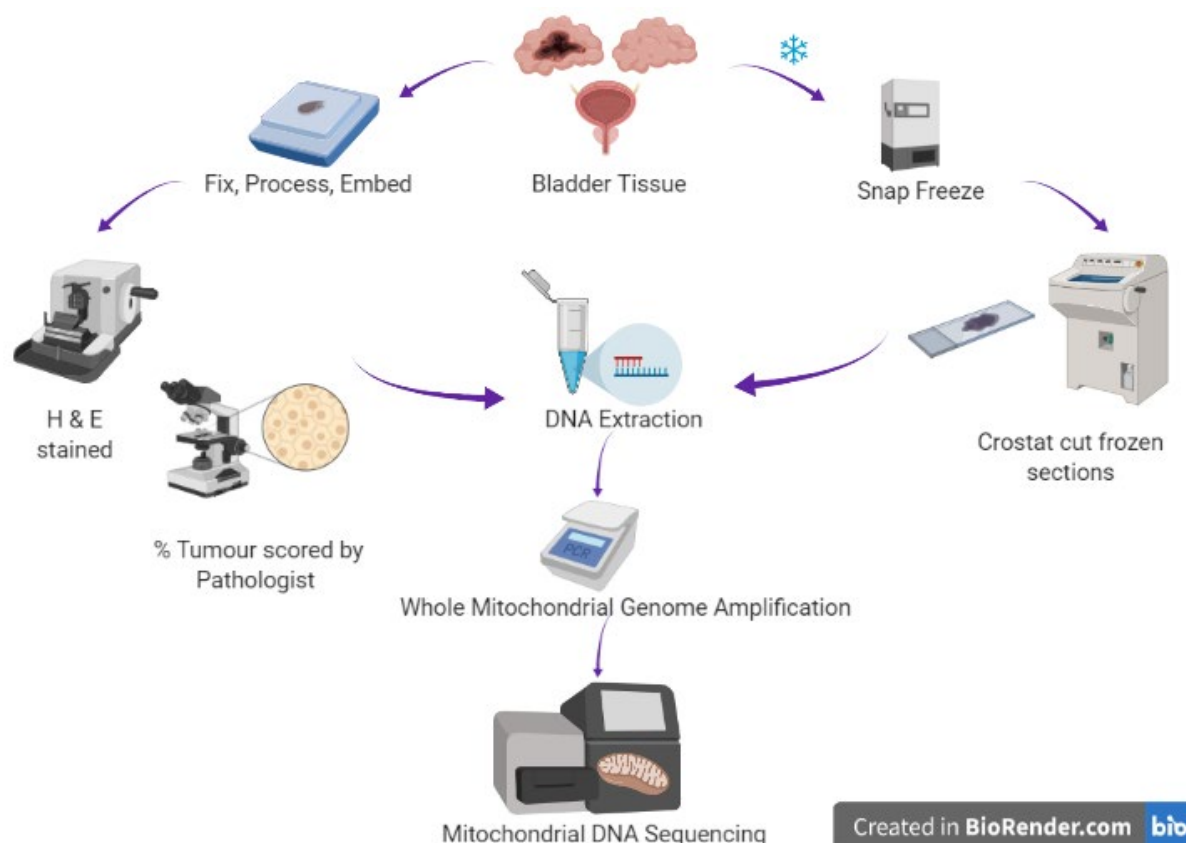 Fix, Process, Embed
Bladder Tissue
Snap Freeze
H & E
stained
% Tumour scored by
Pathologist
DNA Extraction
Crostat cut frozen
sections
PCR
Whole Mitochondrial Genome Amplification
Mitochondrial DNA Sequencing
Created in BioRender.com bio